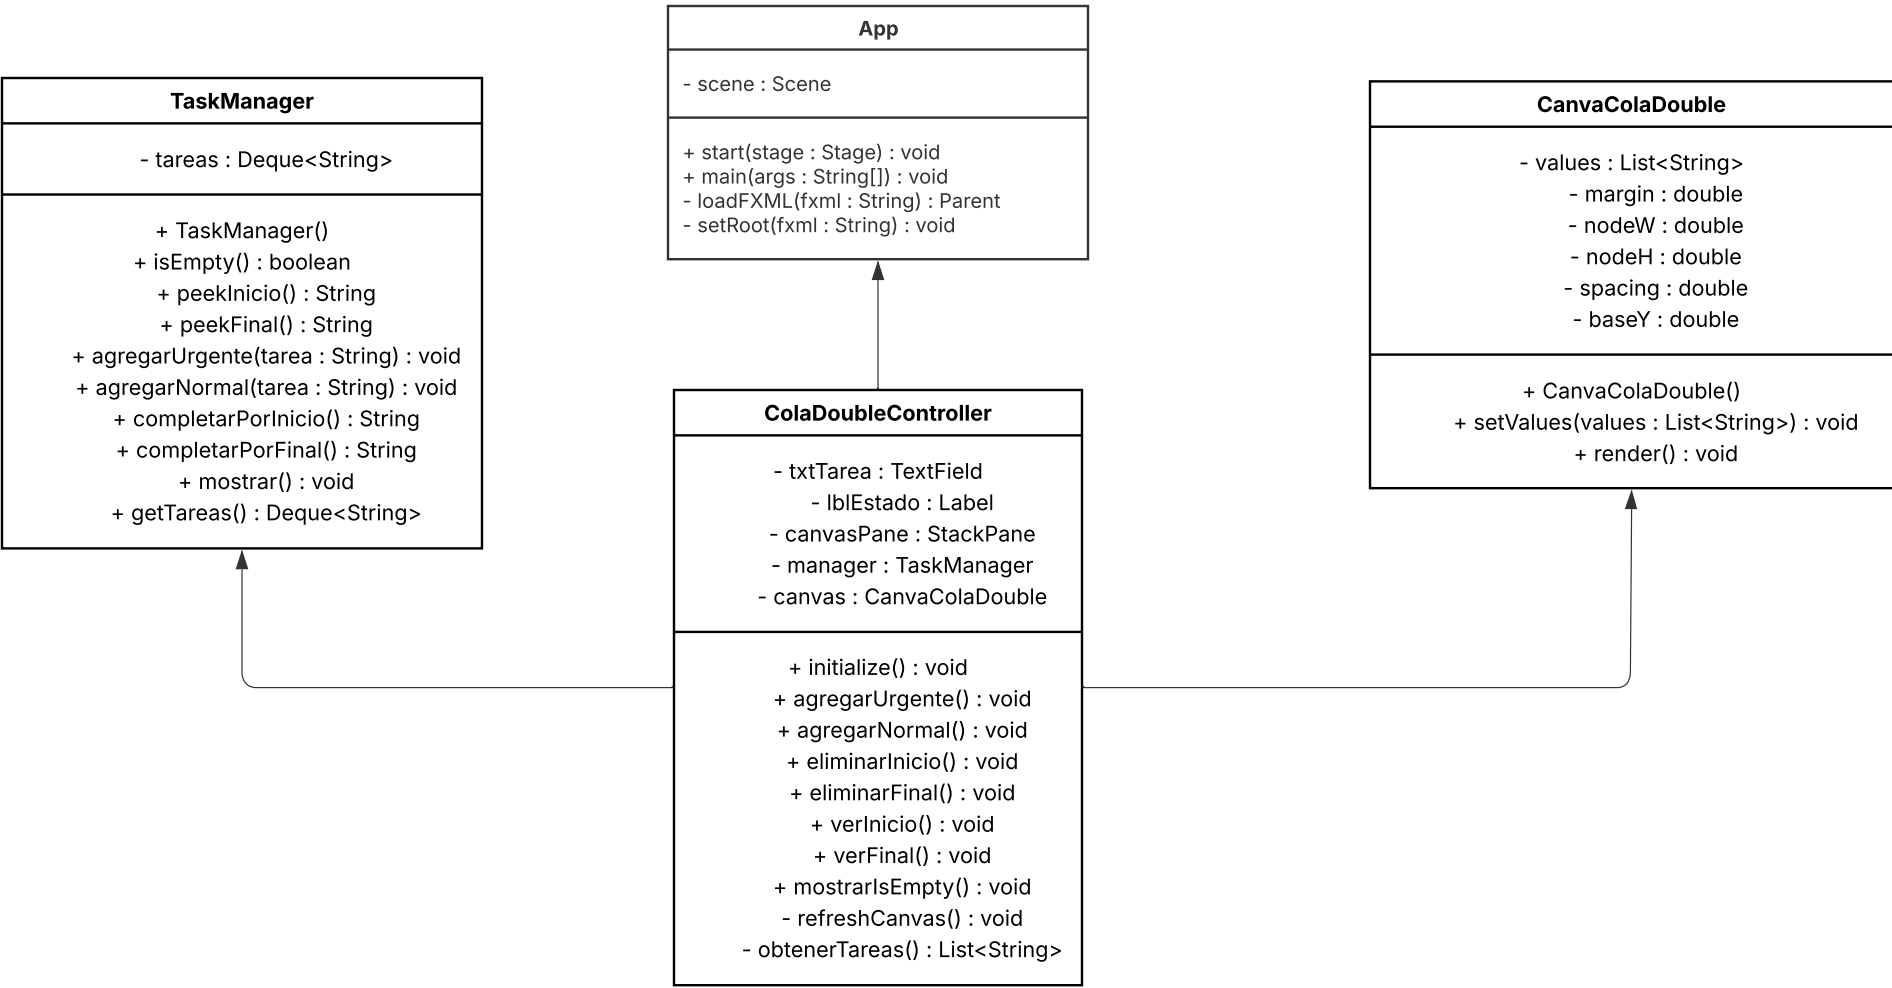 App
- scene : Scene
+ start(stage : Stage) : void
+ main(args : String[]) : void
- loadFXML(fxml : String) : Parent
- setRoot(fxml : String) : void
TaskManager
- tareas : Deque<String>
+ TaskManager()
+ isEmpty() : boolean
+ peekInicio() : String
+ peekFinal() : String
+ agregarUrgente(tarea : String) : void
+ agregarNormal(tarea : String) : void
+ completarPorInicio() : String
+ completarPorFinal() : String
+ mostrar() : void
+ getTareas() : Deque<String>
CanvaColaDouble
- values : List<String>
- margin : double
- nodeW : double
- nodeH : double
- spacing : double
- baseY : double
+ CanvaColaDouble()
+ setValues(values : List<String>) : void
+ render() : void
ColaDoubleController
- txtTarea : TextField
- lblEstado : Label
- canvasPane : StackPane
- manager : TaskManager
- canvas : CanvaColaDouble
+ initialize() : void
+ agregarUrgente() : void
+ agregarNormal() : void
+ eliminarInicio() : void
+ eliminarFinal() : void
+ verInicio() : void
+ verFinal() : void
+ mostrarIsEmpty() : void
- refreshCanvas() : void
- obtenerTareas() : List<String>